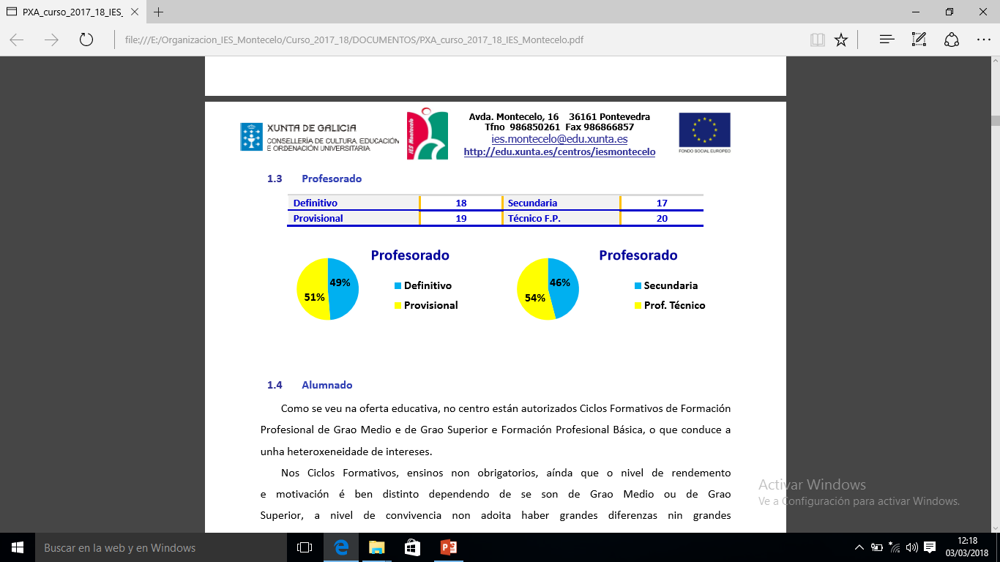 PXA_curso_2017_18_IES_
file:///E:/Organizacion_IES_Montecelo/Curso_2017_18/DOCUMENTOS/PXA_curso_2017_18_IES_Montecelo.pdf
XUNTA DE GALICIA
CONSELLERÍA DE CULTURA, EDUCACIÓN
E ORDENACIÓN UNIVERSITARIA
IES Montecelo
Avda. Montecelo, 16 36161 Pontevedra
Tfno 986850261 Fax 986866857
ies.montecelo@edu.xunta.es
http://edu.xunta.es/centros/iesmontecelo
FONDO SOCIAL EUROPEO
1.3 Profesorado
Definitivo 18 Secundaria 17
Provisional 19 Técnico F.P. 20
Profesorado
49%
51%
Definitivo
Provisional
Profesorado
46%
54%
Secundaria
Prof. Técnico
1.4 Alumnado
Como se veu na oferta educativa, no centro están autorizados Ciclos Formativos de Formación
Profesional de Grao Medio e de Grao Superior e Formación Profesional Básica, o que conduce a
unha heteroxeneidade de intereses.
Nos Ciclos Formativos, ensinos non obrigatorios, aínda que o nivel de rendemento
e motivación é ben distinto dependendo de se son de Grao Medio ou de Grao
Superior, a nivel de convivencia non adoita haber grandes diferenzas nin grandes
Activar Windows
Ve a Configuración para activar Windows.
Buscar en la web y en Windows
12:18
03/03/2018